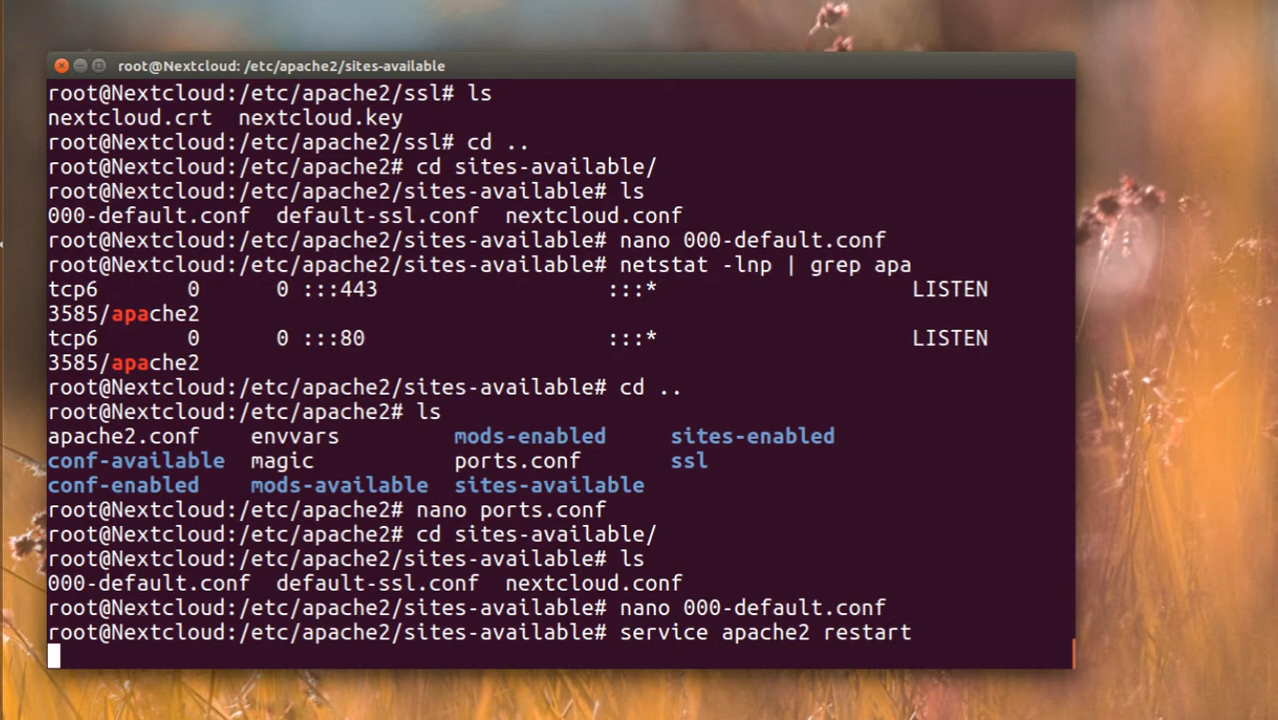 root@Nextcloud: /etc/apache2/sites-available
root@Nextcloud:/etc/apache2/ssl# ls
nextcloud.crt  nextcloud.key
root@Nextcloud:/etc/apache2/ssl# cd ..
root@Nextcloud:/etc/apache2# cd sites-available/
root@Nextcloud:/etc/apache2/sites-available# ls
000-default.conf  default-ssl.conf  nextcloud.conf
root@Nextcloud:/etc/apache2/sites-available# nano 000-default.conf
root@Nextcloud:/etc/apache2/sites-available# netstat -lnp | grep apa
tcp6       0      0 :::443                  :::*                    LISTEN
3585/apache2
tcp6       0      0 :::80                   :::*                    LISTEN
3585/apache2
root@Nextcloud:/etc/apache2/sites-available# cd ..
root@Nextcloud:/etc/apache2# ls
apache2.conf    envvars         mods-enabled     sites-enabled
conf-available  magic           ports.conf       ssl
conf-enabled    mods-available  sites-available
root@Nextcloud:/etc/apache2# nano ports.conf
root@Nextcloud:/etc/apache2# cd sites-available/
root@Nextcloud:/etc/apache2/sites-available# ls
000-default.conf  default-ssl.conf  nextcloud.conf
root@Nextcloud:/etc/apache2/sites-available# nano 000-default.conf
root@Nextcloud:/etc/apache2/sites-available# service apache2 restart